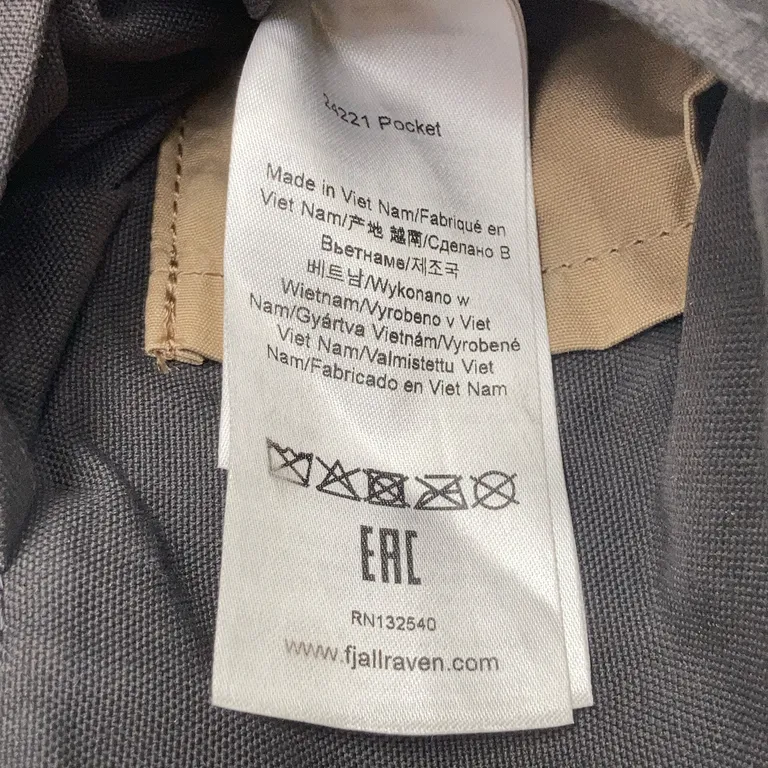 24221 Pocket
Made in Viet Nam/Fabriqué en
Viet Nam/产地 越南/Сделано В
Вьетнаме/제조국
베트남/Wykonano w
Wietnam/Vyrobeno v Viet
Nam/Gyártva Vietnám/Vyrobené
Viet Nam/Valmistettu Viet
Nam/Fabricado en Viet Nam
EAC
RN132540
www.fjallraven.com